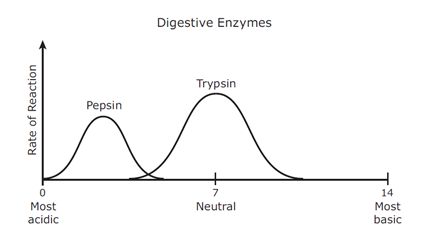 Digestive Enzymes
Rate of Reaction
Pepsin
Trypsin
0
Most
acidic
7
Neutral
14
Most
basic